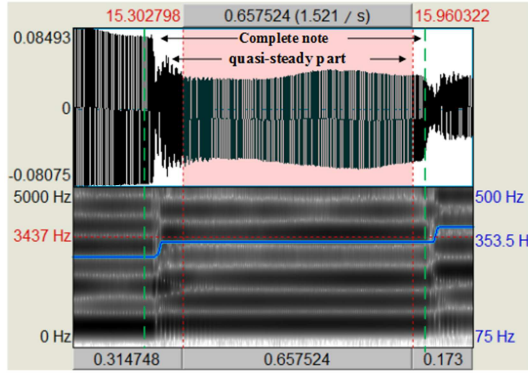 15.302798 0.657524 (1.521 / s) 15.960322
0.08493
Complete note
quasi-steady part
0
-0.08075
5000 Hz 500 Hz
3437 Hz 353.5 H
0 Hz 75 Hz
0.314748 0.657524 0.173